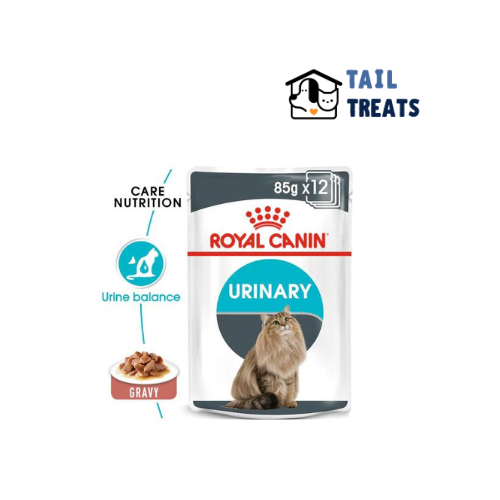 TAIL
TREATS
CARE
NUTRITION
85g x12
ROYAL CANIN
URINARY
Urine balance
GRAVY